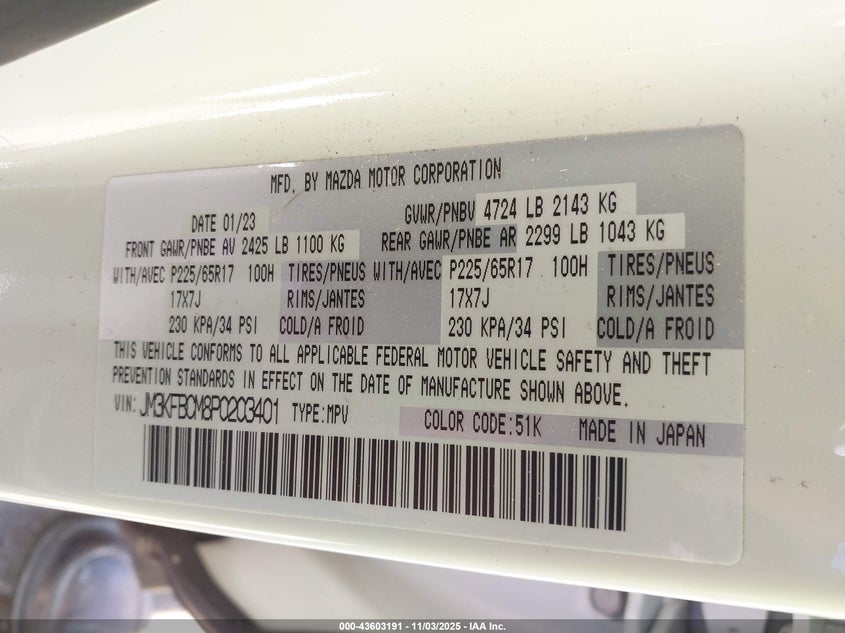 MFD. BY MAZDA MOTOR CORPORATION
DATE 01/23 GVWR/PNBV 4724 LB 2143 KG
FRONT GAWR/PNBE AV 2425 LB 1100 KG REAR GAWR/PNBE AR 2299 LB 1043 KG
WITH/AVEC P225/65R17 100H TIRES/PNEUS WITH/AVEC P225/65R17 100H TIRES/PNEUS
17X7J RIMS/JANTES 17X7J RIMS/JANTES
230 KPA/34 PSI COLD/A FROID 230 KPA/34 PSI COLD/A FROID
THIS VEHICLE CONFORMS TO ALL APPLICABLE FEDERAL MOTOR VEHICLE SAFETY AND THEFT
PREVENTION STANDARDS IN EFFECT ON THE DATE OF MANUFACTURE SHOWN ABOVE.
VIN: JM3KFBCM8P0203401 TYPE:MPV COLOR CODE:51K MADE IN JAPAN
000-43603191 - 11/03/2025 - IAA Inc.